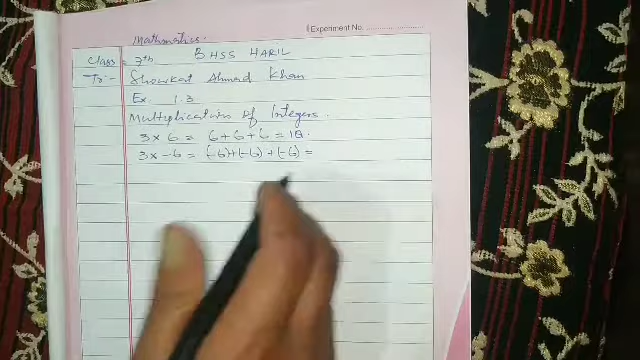 Experiment No.
Mathematics.
Class 7th BHSS HARIL
Tr:- Showkat Ahmad Khan
Ex. 1.3
Multiplication of Integers.
3 x 6 = 6 + 6 + 6 = 18.
3 x -6 = (-6) + (-6) + (-6) =